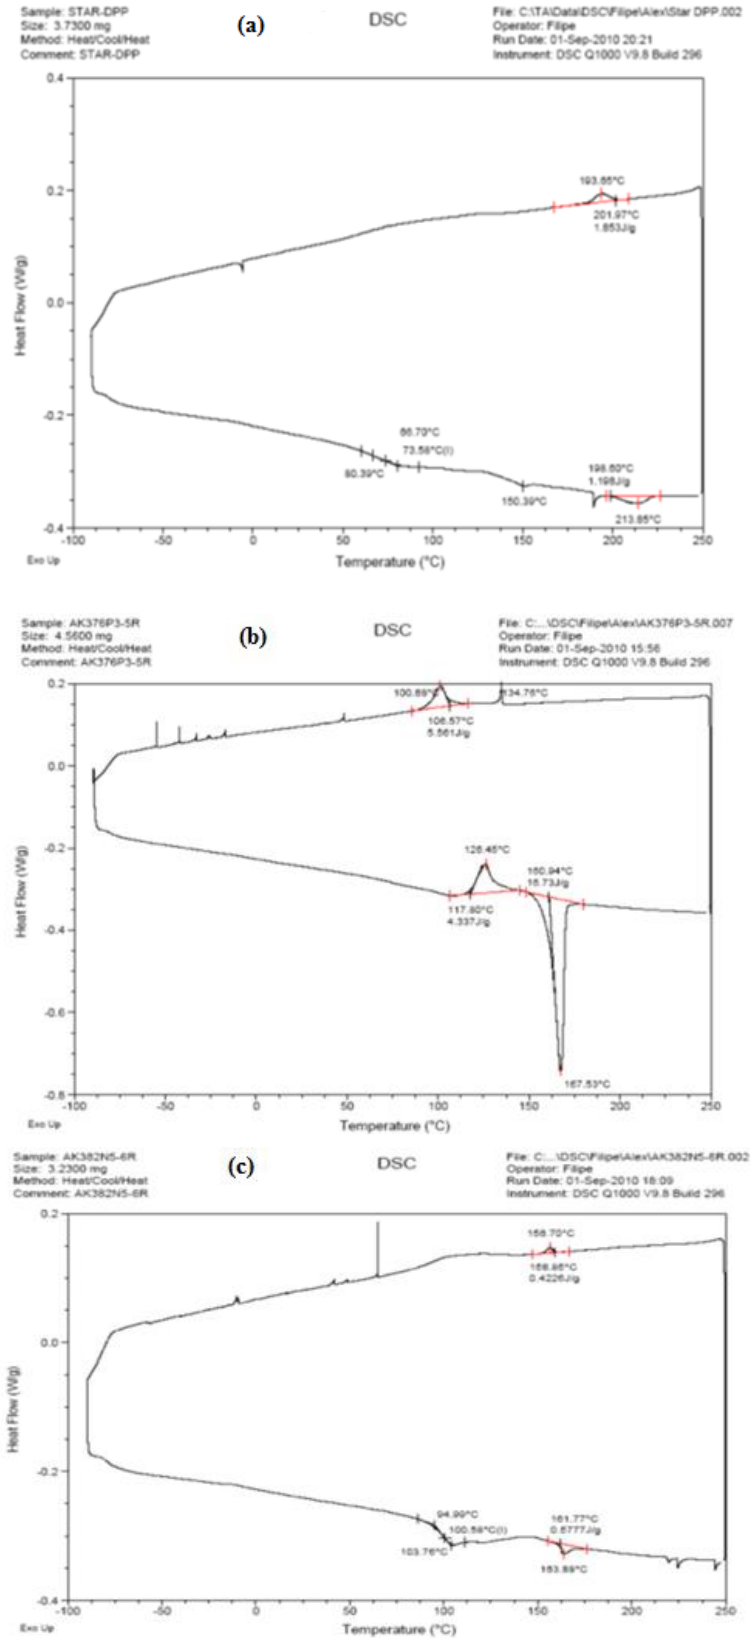 Sample: STAR-DPP
Size: 3.7300 mg
Method: Heat/Cool/Heat
Comment: STAR-DPP
(a)
DSC
File: C:\TA\Data\DSC\Filipe\Alex\Star DPP.002
Operator: Filipe
Run Date: 01-Sep-2010 20:21
Instrument: DSC Q1000 V9.8 Build 296
0.4
0.2
0.0
-0.2
-0.4
Heat Flow (W/g)
193.65°C
201.97°C
1.853J/g
66.70°C
73.58°C(I)
80.39°C
150.39°C
198.60°C
1.198J/g
213.85°C
-100
-50
0
50
100
150
200
250
Exo Up
Temperature (°C)
Sample: AK376P3-5R
Size: 4.5600 mg
Method: Heat/Cool/Heat
Comment: AK376P3-5R
(b)
DSC
File: C:...\DSC\Filipe\Alex\AK376P3-5R.007
Operator: Filipe
Run Date: 01-Sep-2010 15:56
Instrument: DSC Q1000 V9.8 Build 296
0.2
0.0
-0.2
-0.4
-0.6
-0.8
Heat Flow (W/g)
100.69°C
106.57°C
5.561J/g
134.76°C
126.45°C
117.80°C
4.337J/g
160.94°C
16.73J/g
167.53°C
-100
-50
0
50
100
150
200
250
Exo Up
Temperature (°C)
Sample: AK382N5-6R
Size: 3.2300 mg
Method: Heat/Cool/Heat
Comment: AK382N5-6R
(c)
DSC
File: C:...\DSC\Filipe\Alex\AK382N5-6R.002
Operator: Filipe
Run Date: 01-Sep-2010 18:09
Instrument: DSC Q1000 V9.8 Build 296
0.2
0.0
-0.2
-0.4
Heat Flow (W/g)
156.70°C
158.85°C
0.4226J/g
94.99°C
100.58°C(I)
103.76°C
161.77°C
0.5777J/g
163.89°C
-100
-50
0
50
100
150
200
250
Exo Up
Temperature (°C)